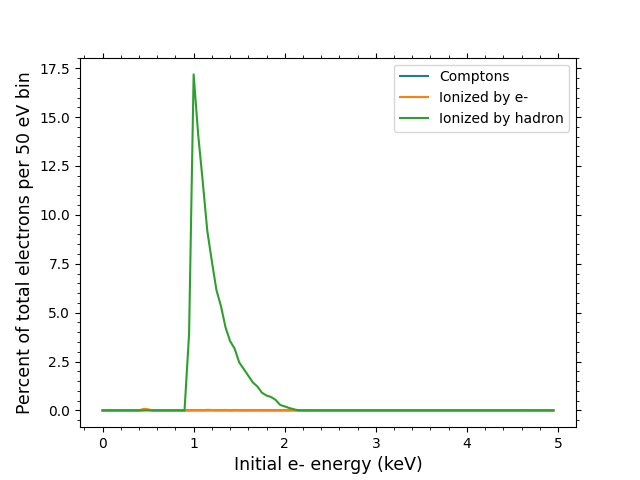 Percent of total electrons per 50 eV bin
17.5
15.0
12.5
10.0
7.5
5.0
2.5
0.0
Comptons
Ionized by e-
Ionized by hadron
0 1 2 3 4 5
Initial e- energy (keV)